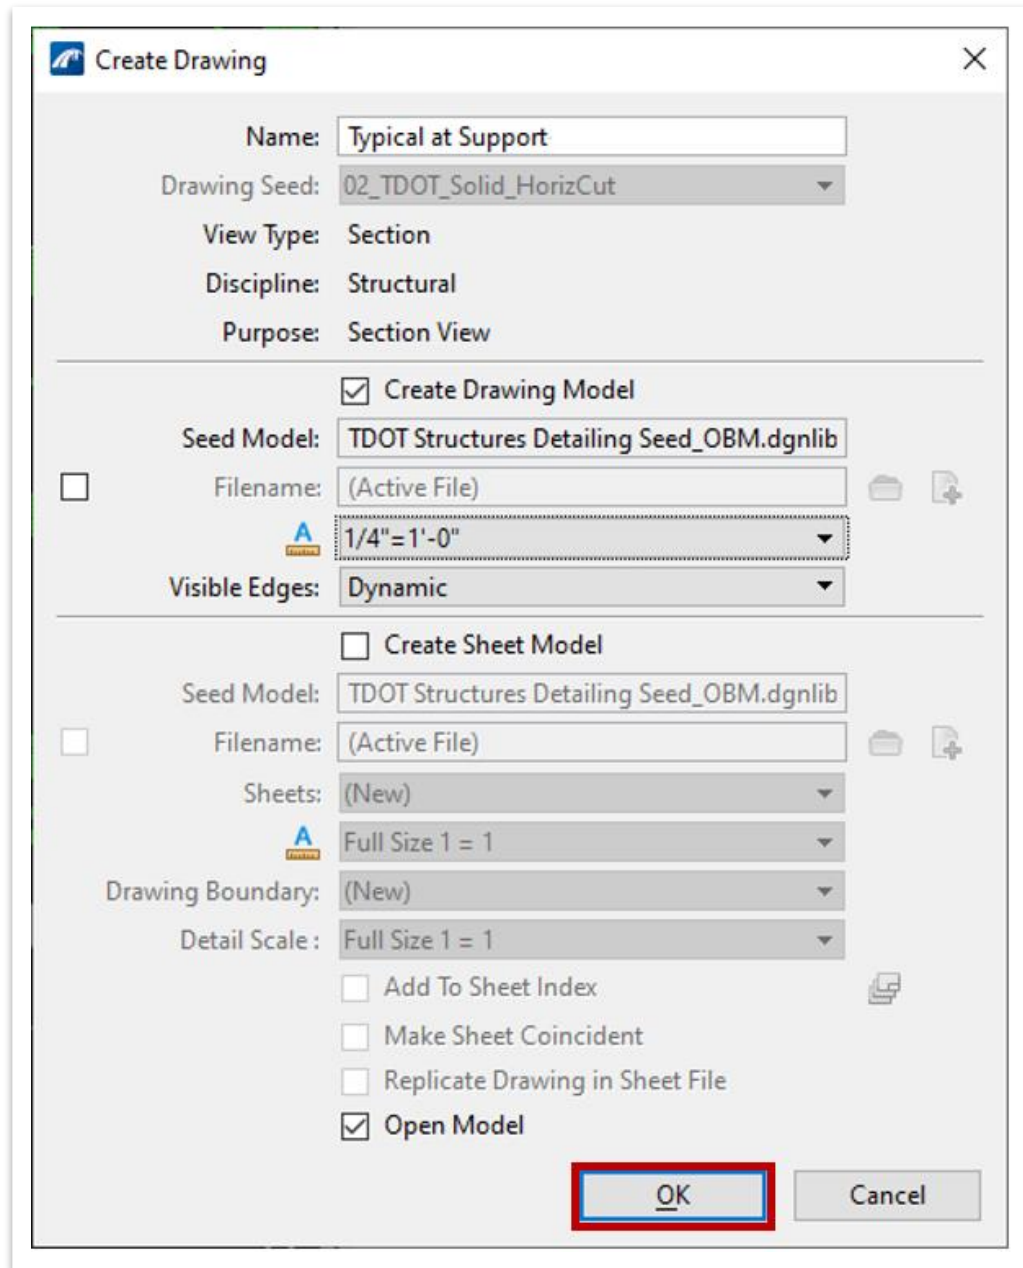 Create Drawing
Name: Typical at Support
Drawing Seed: 02_TDOT_Solid_HorizCut
View Type: Section
Discipline: Structural
Purpose: Section View
Create Drawing Model
Seed Model: TDOT Structures Detailing Seed_OBM.dgnlib
Filename: (Active File)
A 1/4"=1'-0"
Visible Edges: Dynamic
Create Sheet Model
Seed Model: TDOT Structures Detailing Seed_OBM.dgnlib
Filename: (Active File)
Sheets: (New)
A Full Size 1 = 1
Drawing Boundary: (New)
Detail Scale : Full Size 1 = 1
Add To Sheet Index
Make Sheet Coincident
Replicate Drawing in Sheet File
Open Model
OK Cancel